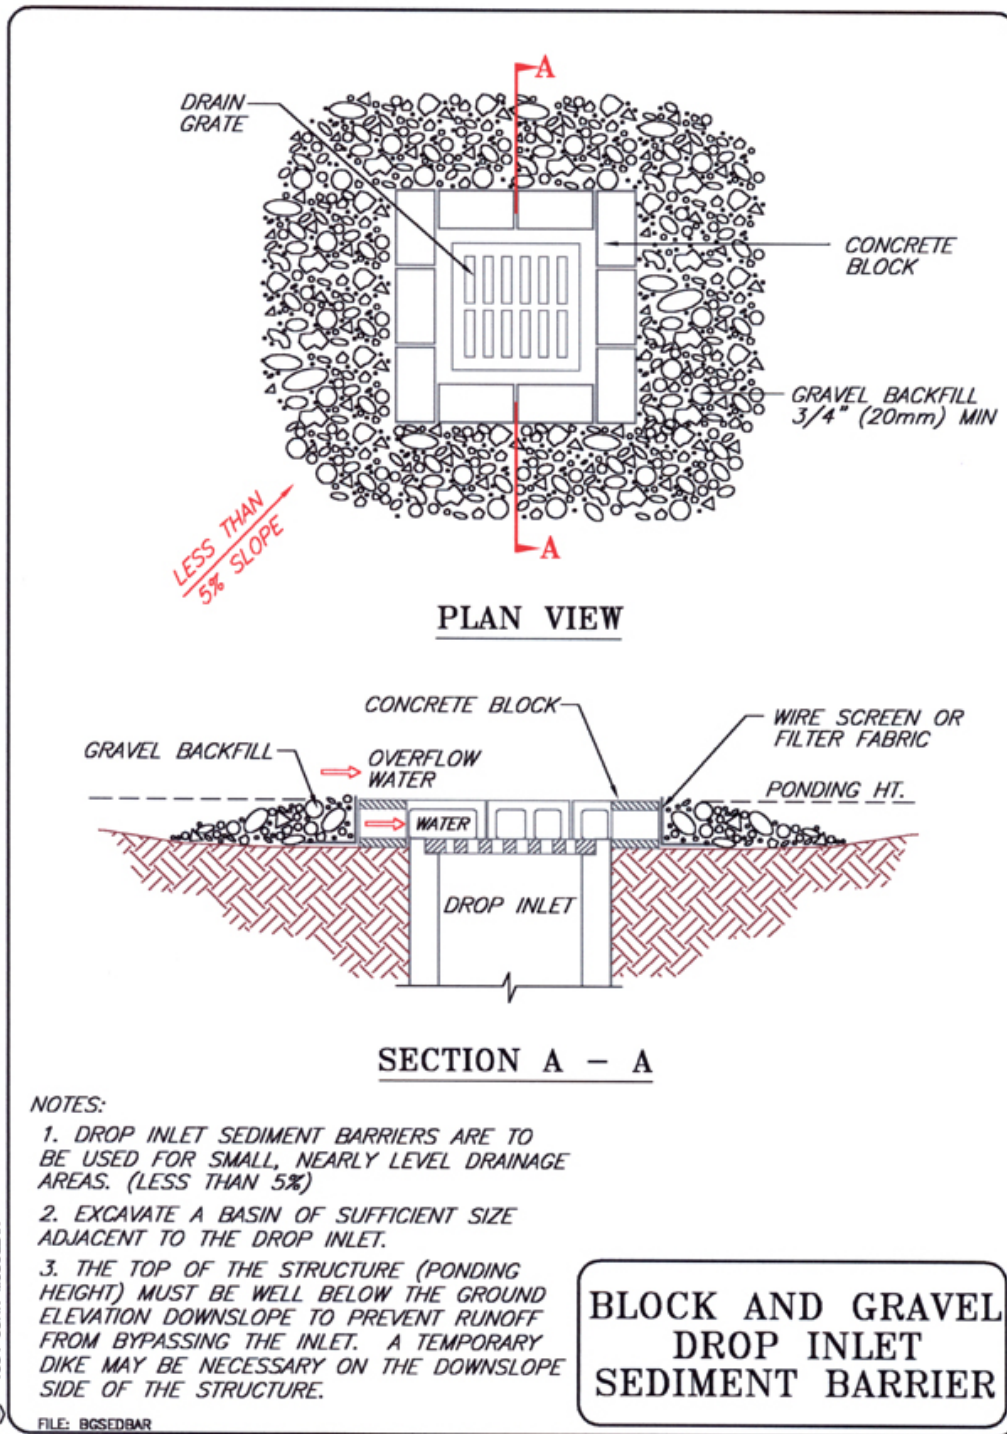 A
DRAIN
GRATE
CONCRETE
BLOCK
GRAVEL BACKFILL
3/4" (20mm) MIN
LESS THAN
5% SLOPE
A
PLAN VIEW
CONCRETE BLOCK
WIRE SCREEN OR
FILTER FABRIC
GRAVEL BACKFILL
OVERFLOW
WATER
PONDING HT.
WATER
DROP INLET
SECTION A - A
NOTES:
1. DROP INLET SEDIMENT BARRIERS ARE TO
BE USED FOR SMALL, NEARLY LEVEL DRAINAGE
AREAS. (LESS THAN 5%)
2. EXCAVATE A BASIN OF SUFFICIENT SIZE
ADJACENT TO THE DROP INLET.
3. THE TOP OF THE STRUCTURE (PONDING
HEIGHT) MUST BE WELL BELOW THE GROUND
ELEVATION DOWNSLOPE TO PREVENT RUNOFF
FROM BYPASSING THE INLET. A TEMPORARY
DIKE MAY BE NECESSARY ON THE DOWNSLOPE
SIDE OF THE STRUCTURE.
BLOCK AND GRAVEL
DROP INLET
SEDIMENT BARRIER
FILE: BGSEDBAR